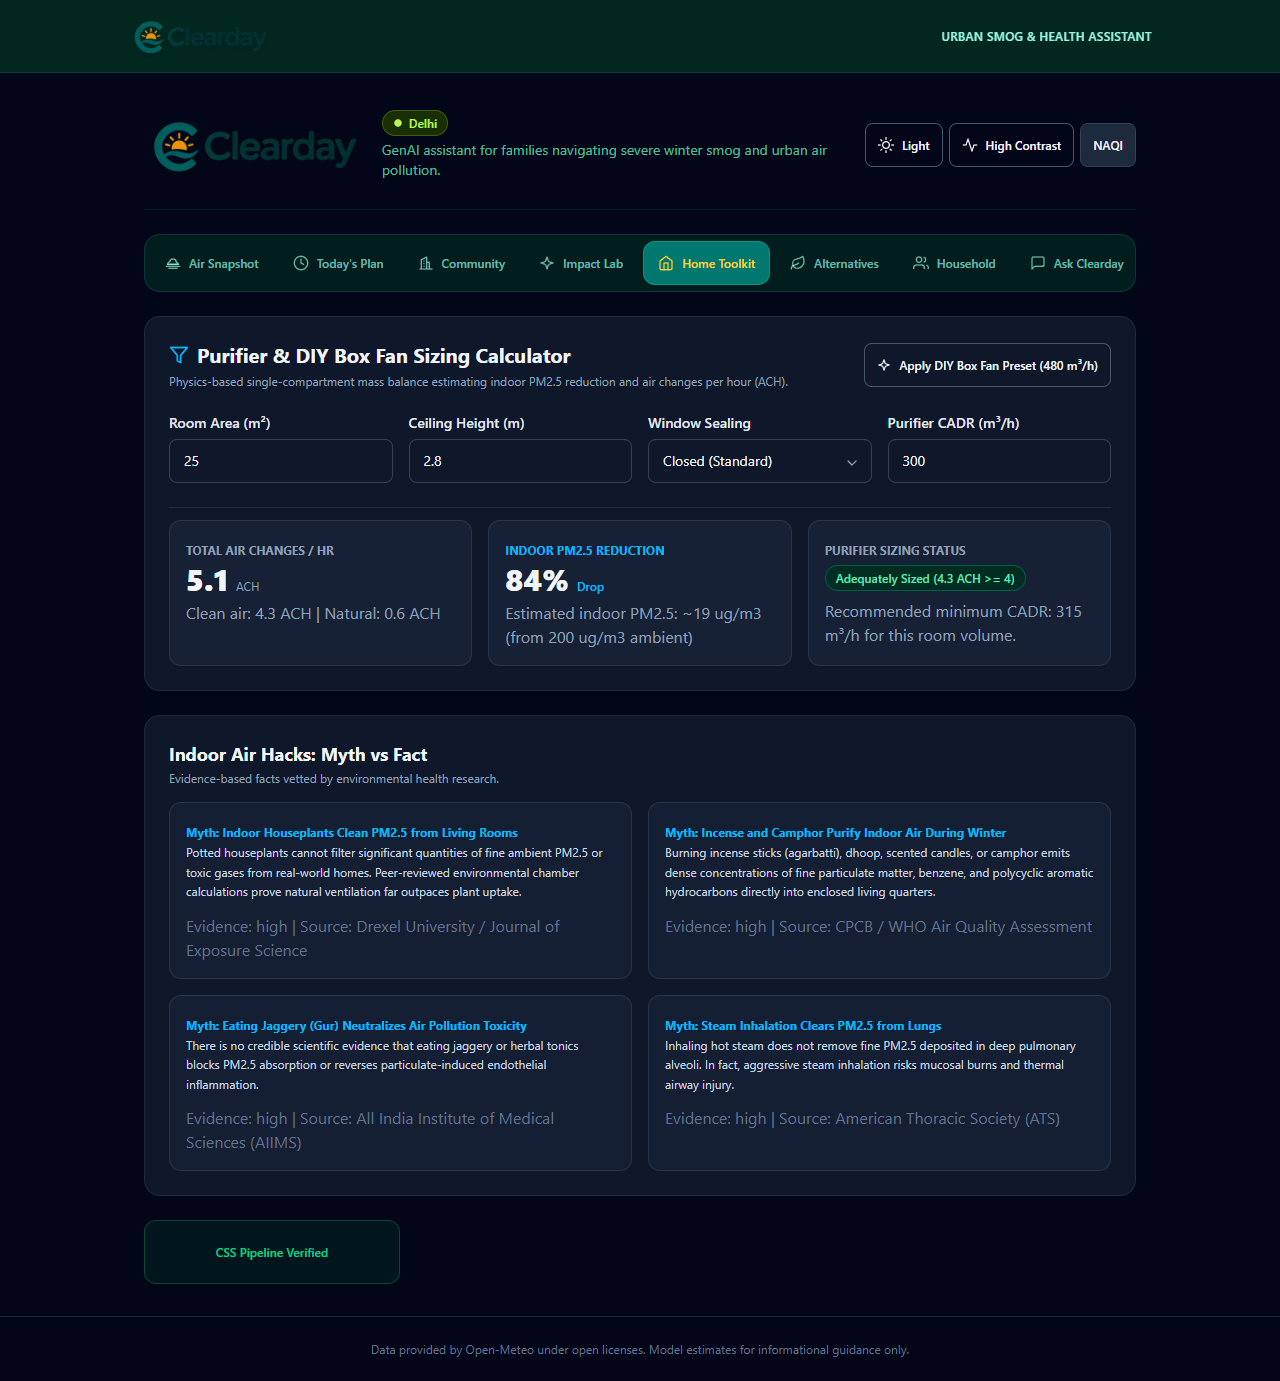 Clearday
URBAN SMOG & HEALTH ASSISTANT
Clearday
Delhi
GenAI assistant for families navigating severe winter smog and urban air
pollution.
Light
High Contrast
NAQI
Air Snapshot
Today's Plan
Community
Impact Lab
Home Toolkit
Alternatives
Household
Ask Clearday
Purifier & DIY Box Fan Sizing Calculator
Physics-based single-compartment mass balance estimating indoor PM2.5 reduction and air changes per hour (ACH).
Apply DIY Box Fan Preset (480 m³/h)
Room Area (m²)
25
Ceiling Height (m)
2.8
Window Sealing
Closed (Standard)
Purifier CADR (m³/h)
300
TOTAL AIR CHANGES / HR
5.1 ACH
Clean air: 4.3 ACH | Natural: 0.6 ACH
INDOOR PM2.5 REDUCTION
84% Drop
Estimated indoor PM2.5: ~19 ug/m3
(from 200 ug/m3 ambient)
PURIFIER SIZING STATUS
Adequately Sized (4.3 ACH >= 4)
Recommended minimum CADR: 315
m³/h for this room volume.
Indoor Air Hacks: Myth vs Fact
Evidence-based facts vetted by environmental health research.
Myth: Indoor Houseplants Clean PM2.5 from Living Rooms
Potted houseplants cannot filter significant quantities of fine ambient PM2.5 or
toxic gases from real-world homes. Peer-reviewed environmental chamber
calculations prove natural ventilation far outpaces plant uptake.
Evidence: high | Source: Drexel University / Journal of
Exposure Science
Myth: Incense and Camphor Purify Indoor Air During Winter
Burning incense sticks (agarbatti), dhoop, scented candles, or camphor emits
dense concentrations of fine particulate matter, benzene, and polycyclic aromatic
hydrocarbons directly into enclosed living quarters.
Evidence: high | Source: CPCB / WHO Air Quality Assessment
Myth: Eating Jaggery (Gur) Neutralizes Air Pollution Toxicity
There is no credible scientific evidence that eating jaggery or herbal tonics
blocks PM2.5 absorption or reverses particulate-induced endothelial
inflammation.
Evidence: high | Source: All India Institute of Medical
Sciences (AIIMS)
Myth: Steam Inhalation Clears PM2.5 from Lungs
Inhaling hot steam does not remove fine PM2.5 deposited in deep pulmonary
alveoli. In fact, aggressive steam inhalation risks mucosal burns and thermal
airway injury.
Evidence: high | Source: American Thoracic Society (ATS)
CSS Pipeline Verified
Data provided by Open-Meteo under open licenses. Model estimates for informational guidance only.